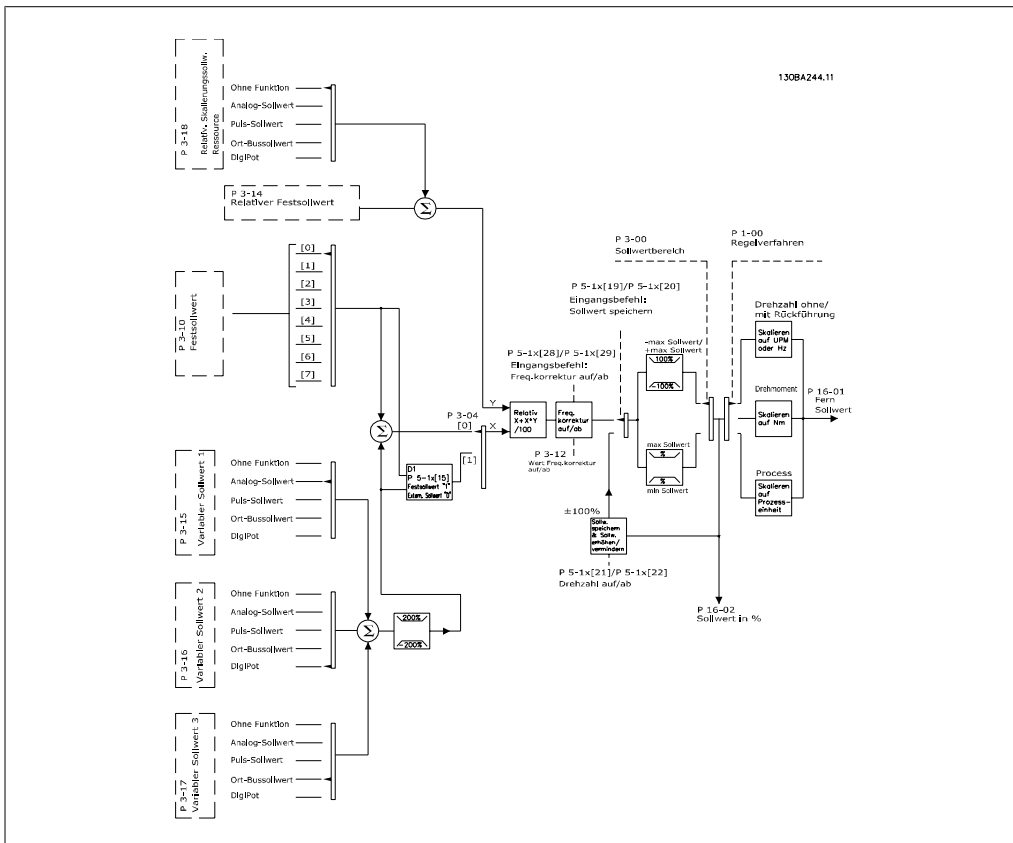 130BA244.11
P 3-18
Relativ. Skalierungssollw.
Ressource
Ohne Funktion
Analog-Sollwert
Puls-Sollwert
Ort-Bussollwert
DigiPot
P 3-14
Relativer Festsollwert
P 3-10
Festsollwert
[0]
[1]
[2]
[3]
[4]
[5]
[6]
[7]
P 3-15
Variabler Sollwert 1
Ohne Funktion
Analog-Sollwert
Puls-Sollwert
Ort-Bussollwert
DigiPot
P 3-16
Variabler Sollwert 2
Ohne Funktion
Analog-Sollwert
Puls-Sollwert
Ort-Bussollwert
DigiPot
P 3-17
Variabler Sollwert 3
Ohne Funktion
Analog-Sollwert
Puls-Sollwert
Ort-Bussollwert
DigiPot
Σ
Σ
Σ
200%
-200%
D1
P 5-1x[15]
Festsollwert "1"
Extern. Sollwert "0"
P 3-04
[0]
[1]
Y
X
Relativ
X+X*Y
/100
P 5-1x[28]/P 5-1x[29]
Eingangsbefehl:
Freq.korrektur auf/ab
Freq.
korrektur
auf/ab
P 3-12
Wert Freq.korrektur
auf/ab
P 5-1x[19]/P 5-1x[20]
Eingangsbefehl:
Sollwert speichern
P 3-00
Sollwertbereich
P 1-00
Regelverfahren
-max Sollwert/
+max Sollwert
100%
-100%
max Sollwert
%
%
min Sollwert
±100%
Sollw.
speichern
& Sollw.
erhöhen/
vermindern
P 5-1x[21]/P 5-1x[22]
Drehzahl auf/ab
Drehzahl ohne/
mit Rückführung
Skalieren
auf UPM
oder Hz
Drehmoment
Skalieren
auf Nm
Process
Skalieren
auf
Prozess-
einheit
P 16-01
Fern
Sollwert
P 16-02
Sollwert in %